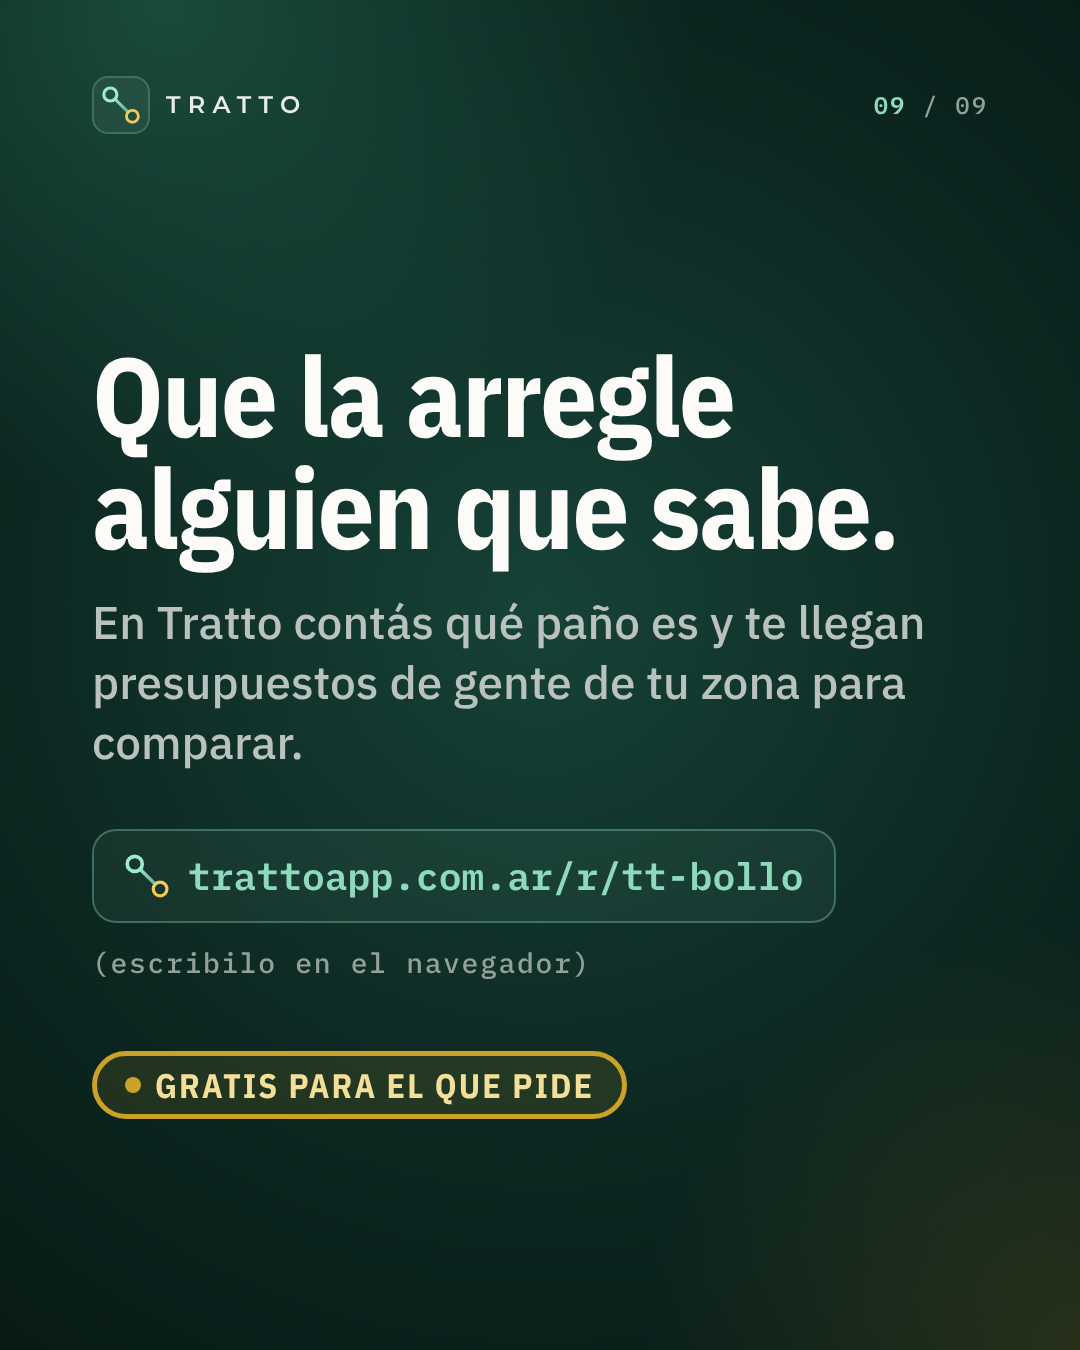 TRATTO
09 / 09
Que la arregle
alguien que sabe.
En Tratto contás qué paño es y te llegan
presupuestos de gente de tu zona para
comparar.
trattoapp.com.ar/r/tt-bollo
(escribilo en el navegador)
GRATIS PARA EL QUE PIDE